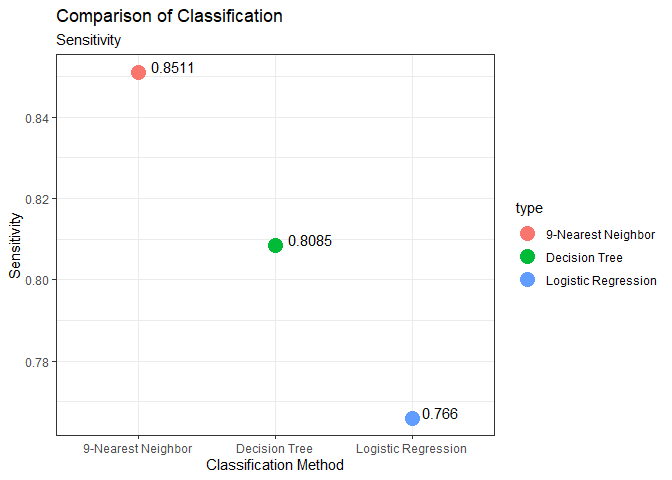 Comparison of Classification
Sensitivity
0.8511
0.84
0.82
type
9-Nearest Neighbor
0.8085
Decision Tree
Sensitivity
0.80
Logistic Regression
0.78
0.766
9-Nearest Neighbor
Decision Tree
Logistic Regression
Classification Method